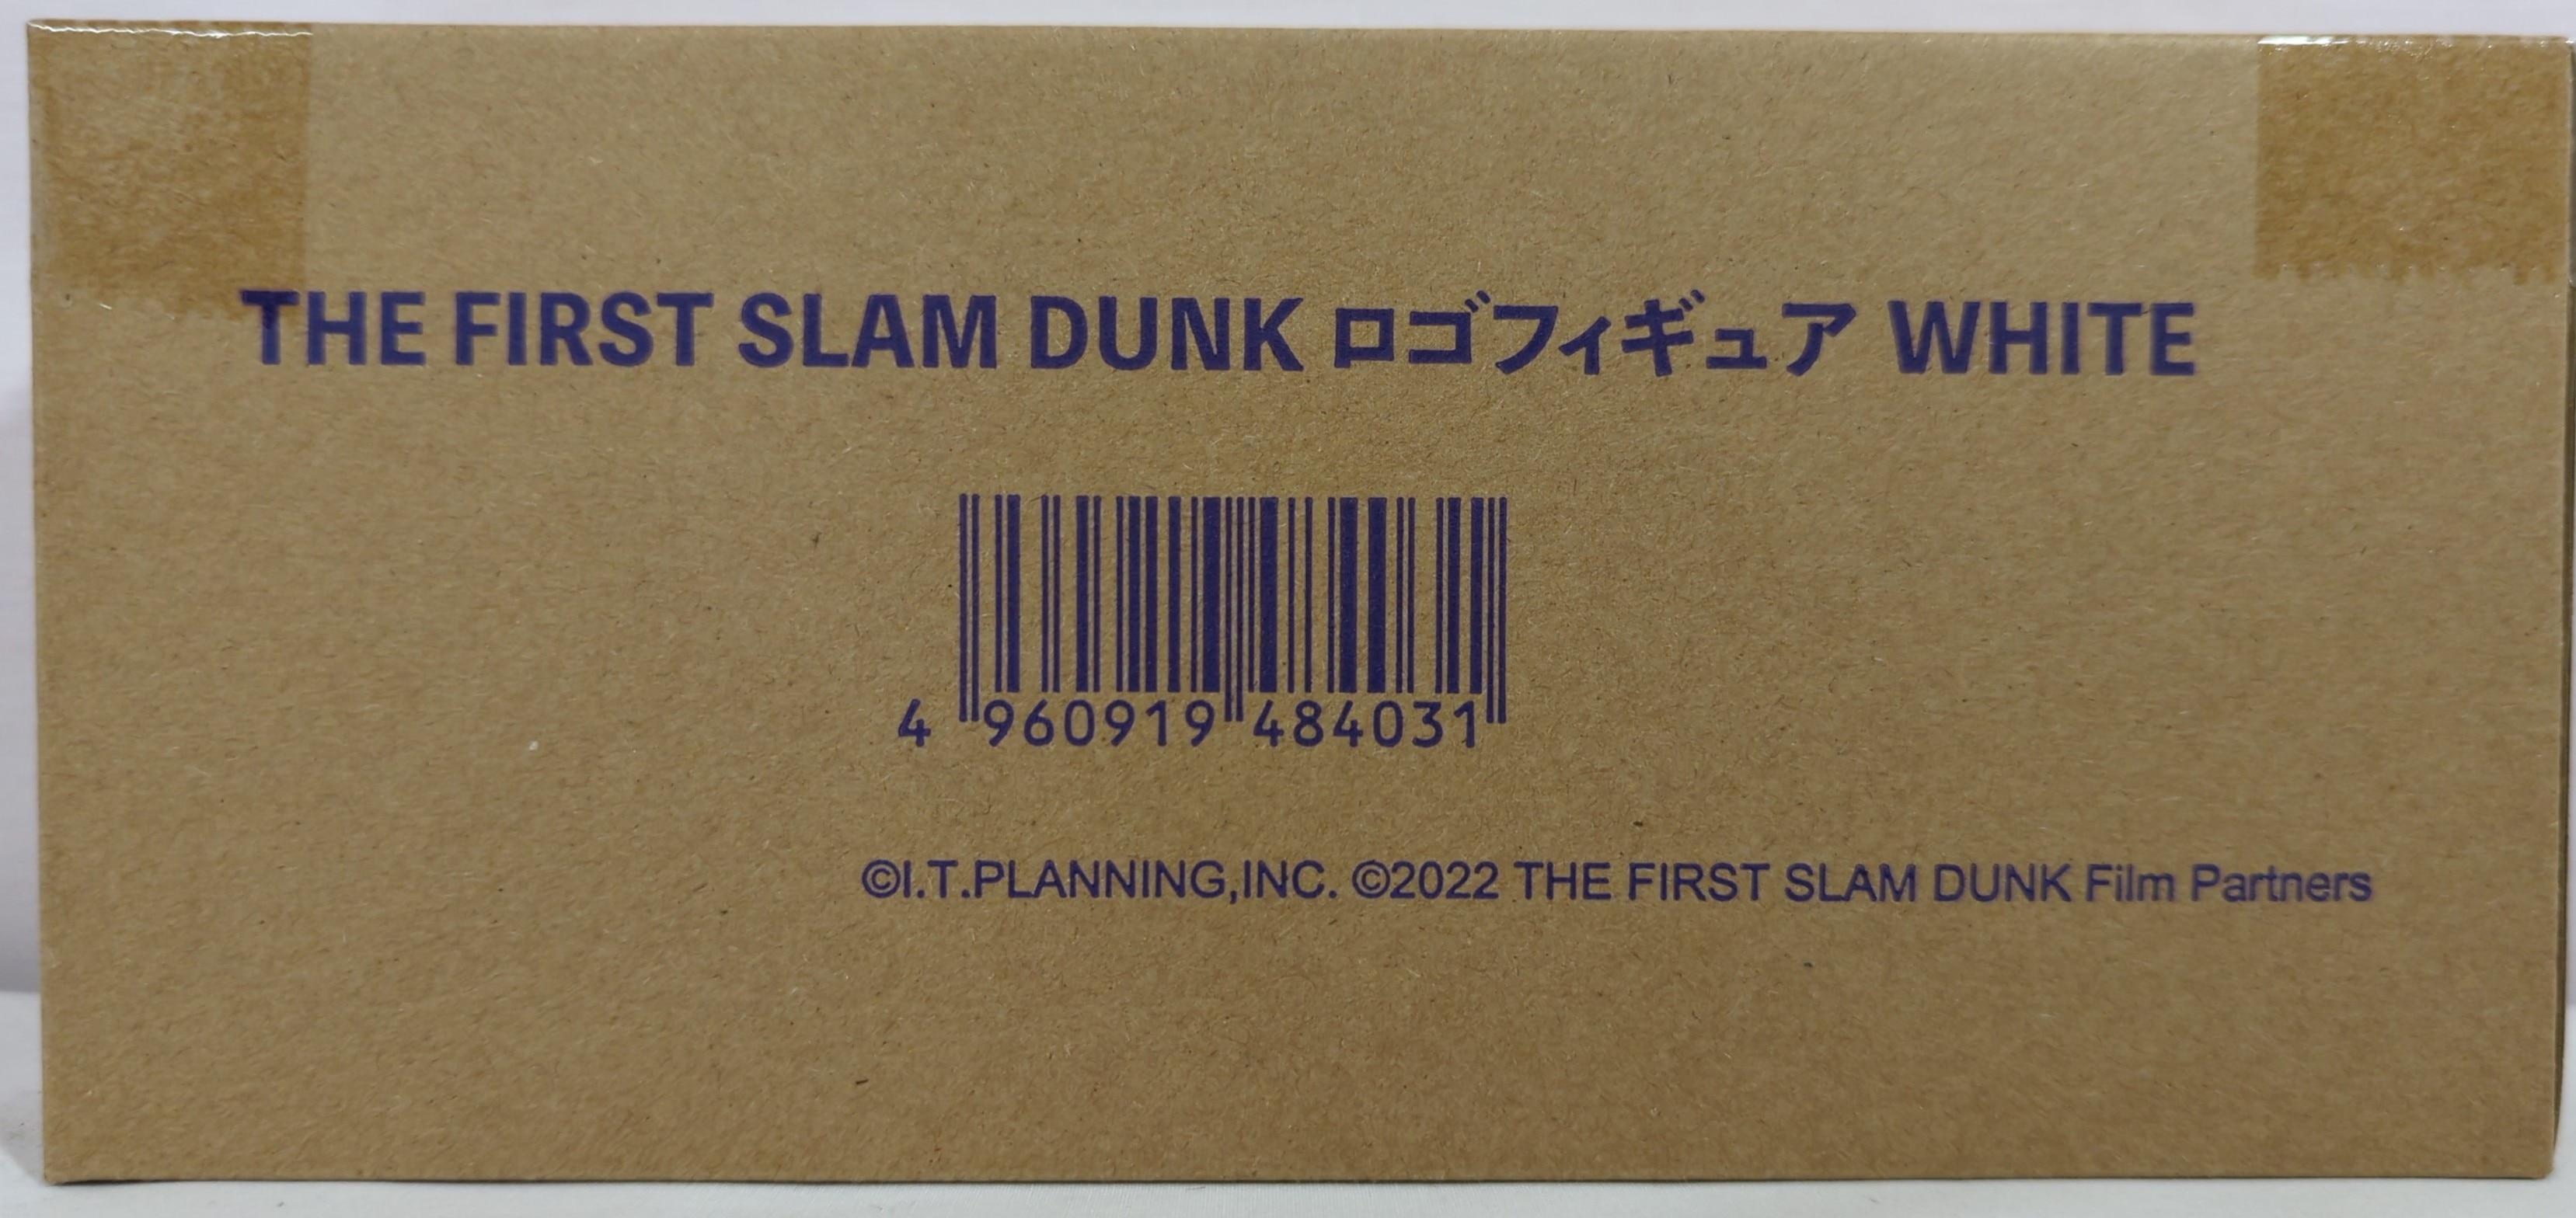 THE FIRST SLAM DUNK ロゴフィギュア WHITE
4 960919 484031
©I.T.PLANNING,INC. ©2022 THE FIRST SLAM DUNK Film Partners